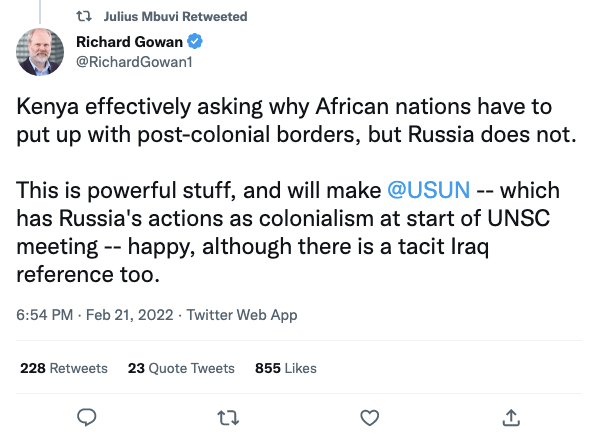 Julius Mbuvi Retweeted
Richard Gowan
@RichardGowan1
Kenya effectively asking why African nations have to
put up with post-colonial borders, but Russia does not.
This is powerful stuff, and will make @USUN -- which
has Russia's actions as colonialism at start of UNSC
meeting -- happy, although there is a tacit Iraq
reference too.
6:54 PM · Feb 21, 2022 · Twitter Web App
228 Retweets 23 Quote Tweets 855 Likes